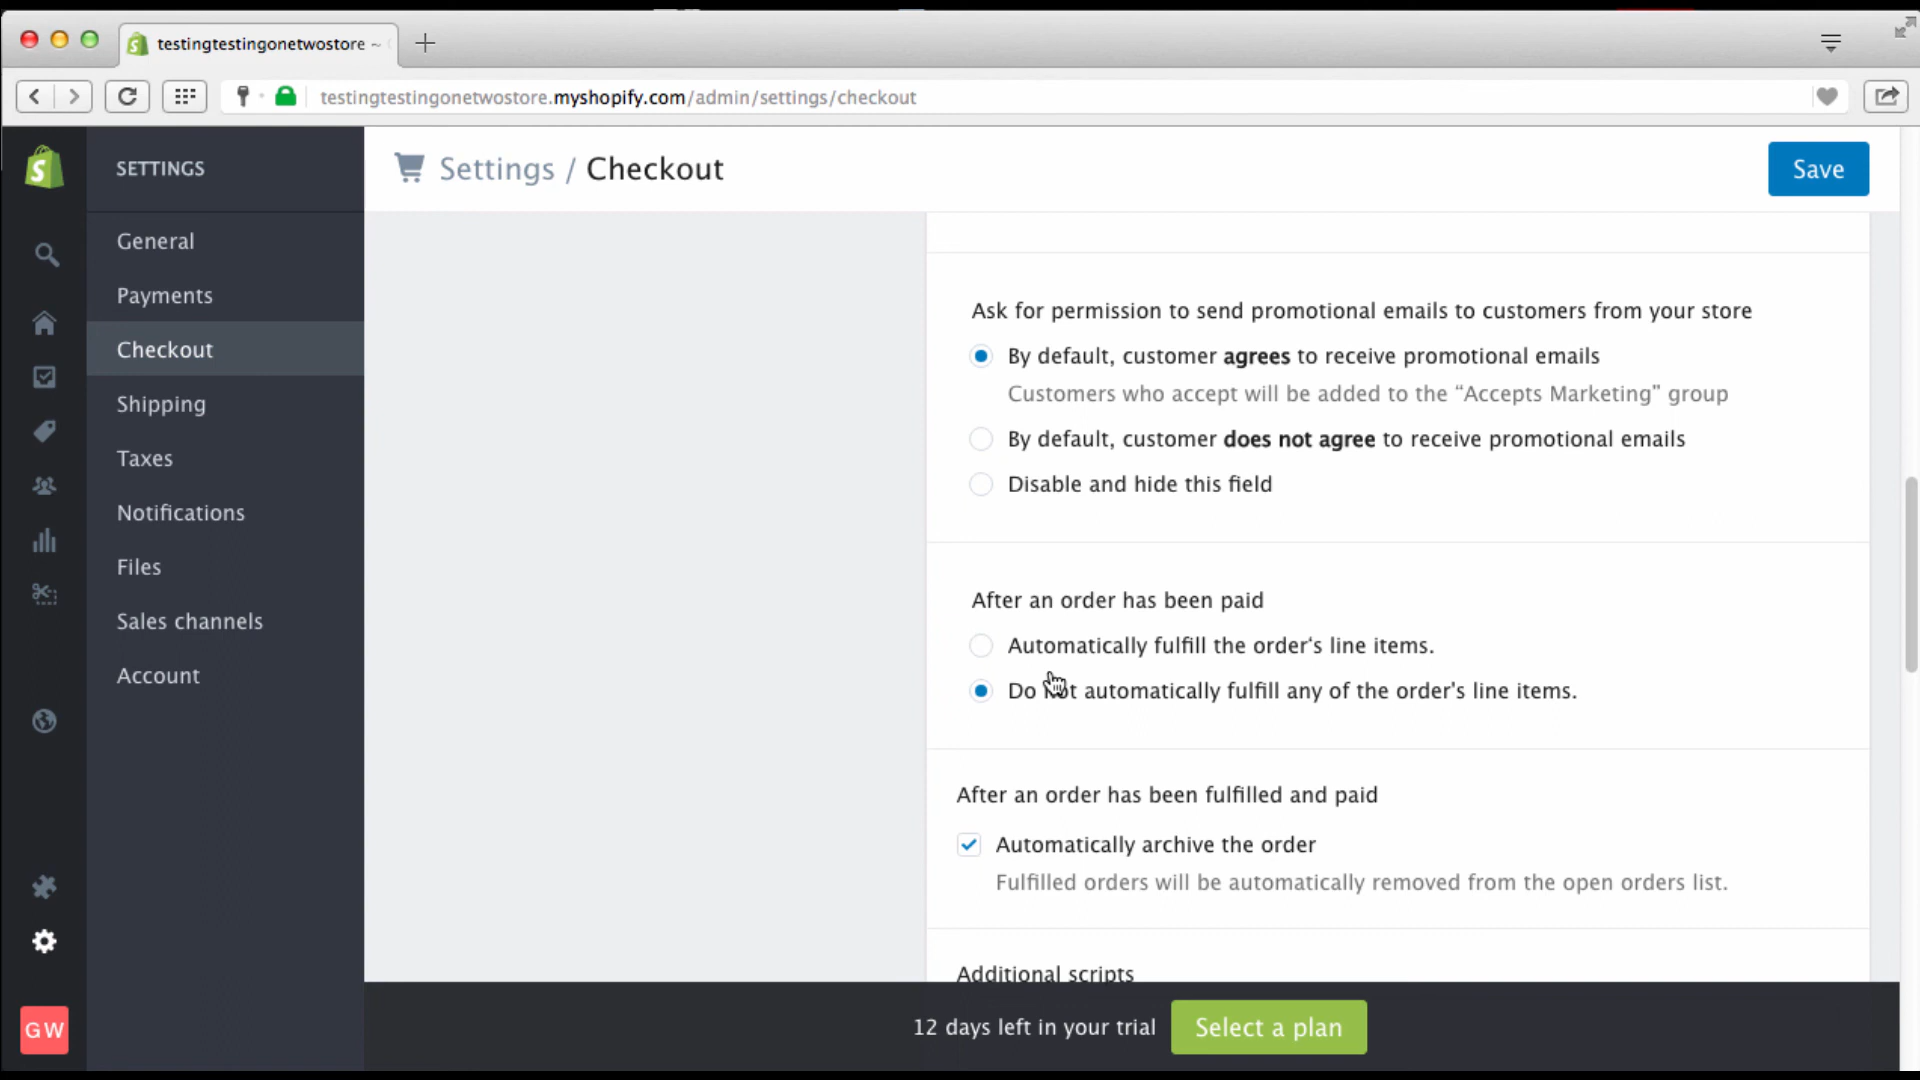 testingtestingonetwostore ~
testingtestingonetwostore.myshopify.com/admin/settings/checkout
SETTINGS
Settings / Checkout
Save
General
Payments
Checkout
Shipping
Taxes
Notifications
Files
Sales channels
Account
GW
Ask for permission to send promotional emails to customers from your store
By default, customer agrees to receive promotional emails
Customers who accept will be added to the “Accepts Marketing” group
By default, customer does not agree to receive promotional emails
Disable and hide this field
After an order has been paid
Automatically fulfill the order‘s line items.
Do not automatically fulfill any of the order's line items.
After an order has been fulfilled and paid
Automatically archive the order
Fulfilled orders will be automatically removed from the open orders list.
Additional scripts
12 days left in your trial
Select a plan